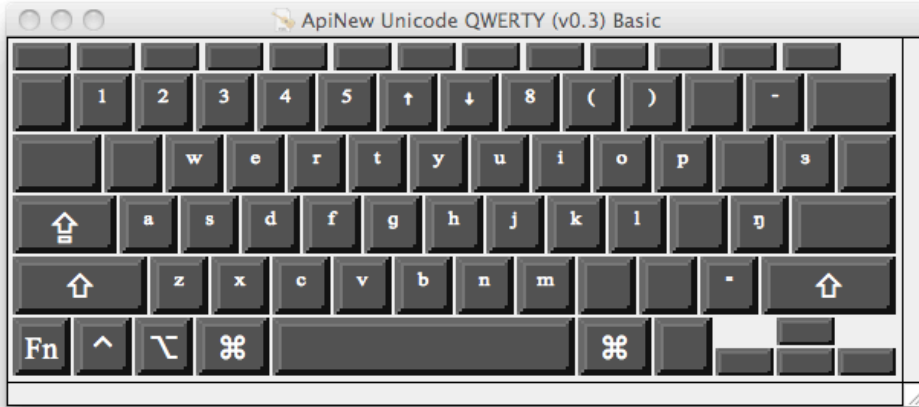 ApiNew Unicode QWERTY (v0.3) Basic
1 2 3 4 5 ↑ ↓ 8 ( ) -
w e r t y u i o p ɜ
⇪ a s d f g h j k l ŋ
⇧ z x c v b n m - ⇧
Fn ^ ⌥ ⌘ ⌘